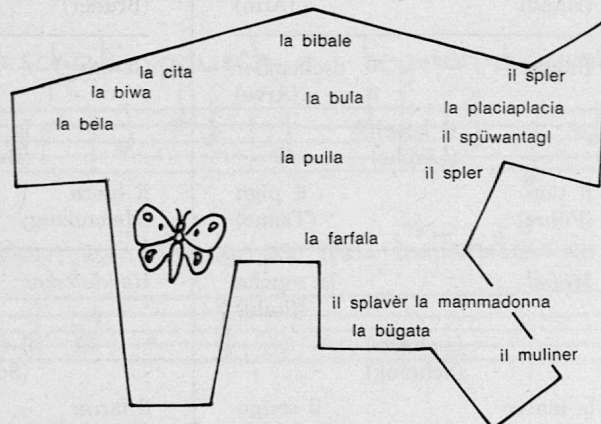 la bibale
la cita
il spler
la biwa
la bula
la placiaplacia
la bela
il spüwantagl
la pulla
il spler
la farfala
il splavèr la mammadonna
la bügata
il muliner